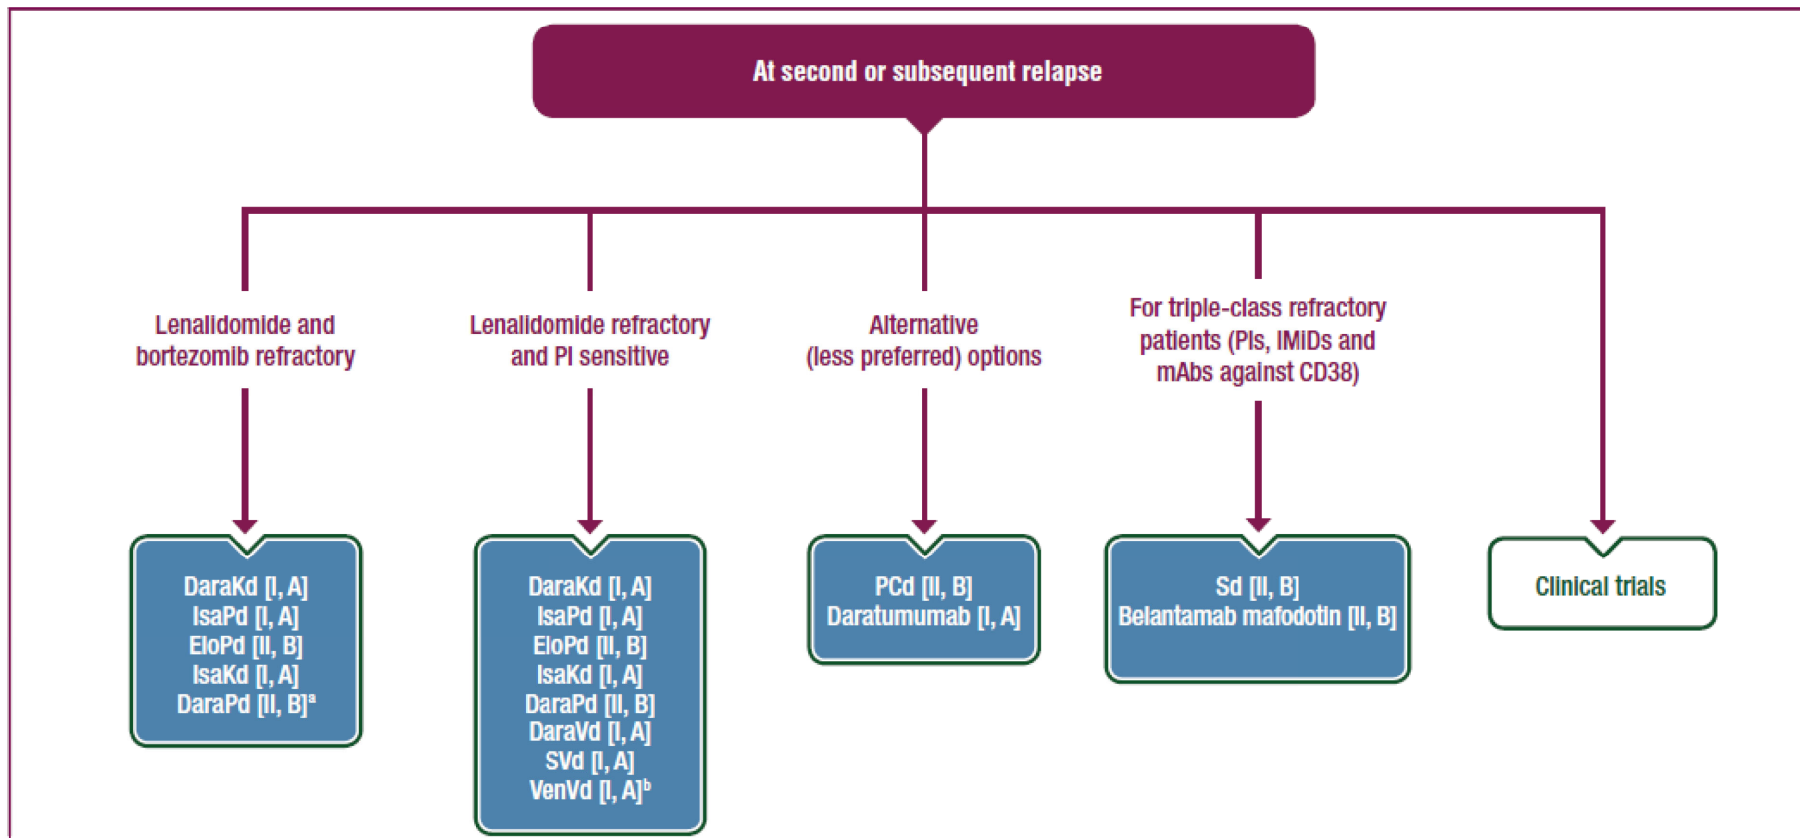 At second or subsequent relapse
Lenalidomide and
bortezomib refractory
Lenalidomide refractory
and PI sensitive
Alternative
(less preferred) options
For triple-class refractory
patients (PIs, IMiDs and
mAbs against CD38)
DaraKd [I, A]
IsaPd [I, A]
EloPd [II, B]
IsaKd [I, A]
DaraPd [II, B]ᵃ
DaraKd [I, A]
IsaPd [I, A]
EloPd [II, B]
IsaKd [I, A]
DaraPd [II, B]
DaraVd [I, A]
SVd [I, A]
VenVd [I, A]ᵇ
PCd [II, B]
Daratumumab [I, A]
Sd [II, B]
Belantamab mafodotin [II, B]
Clinical trials